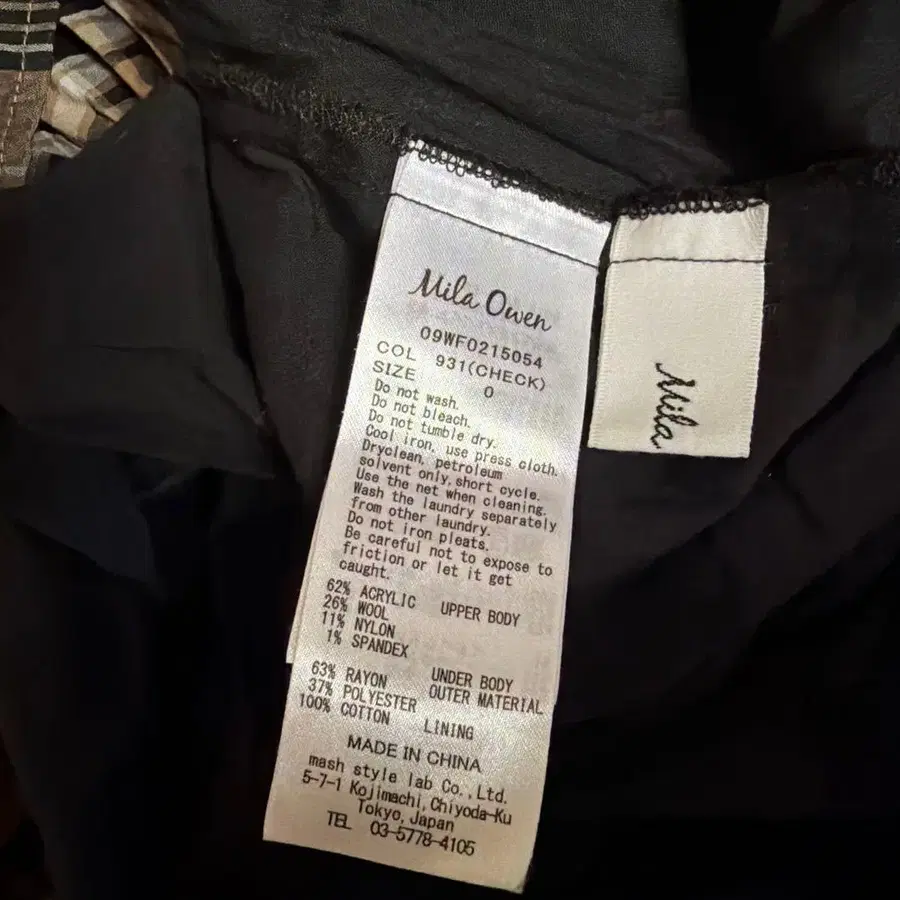 Mila Owen
09WF0215054
COL 931(CHECK)
SIZE 0
Do not wash.
Do not bleach.
Do not tumble dry.
Cool iron, use press cloth.
Dryclean, petroleum
solvent only, short cycle.
Use the net when cleaning.
Wash the laundry separately
from other laundry.
Do not iron pleats.
Be careful not to expose to
friction or let it get
caught.
62% ACRYLIC UPPER BODY
26% WOOL
11% NYLON
1% SPANDEX
63% RAYON UNDER BODY
37% POLYESTER OUTER MATERIAL
100% COTTON LINING
MADE IN CHINA
mash style lab Co.,Ltd.
5-7-1 Kojimachi, Chiyoda-Ku
Tokyo, Japan
TEL 03-5778-4105
Mila